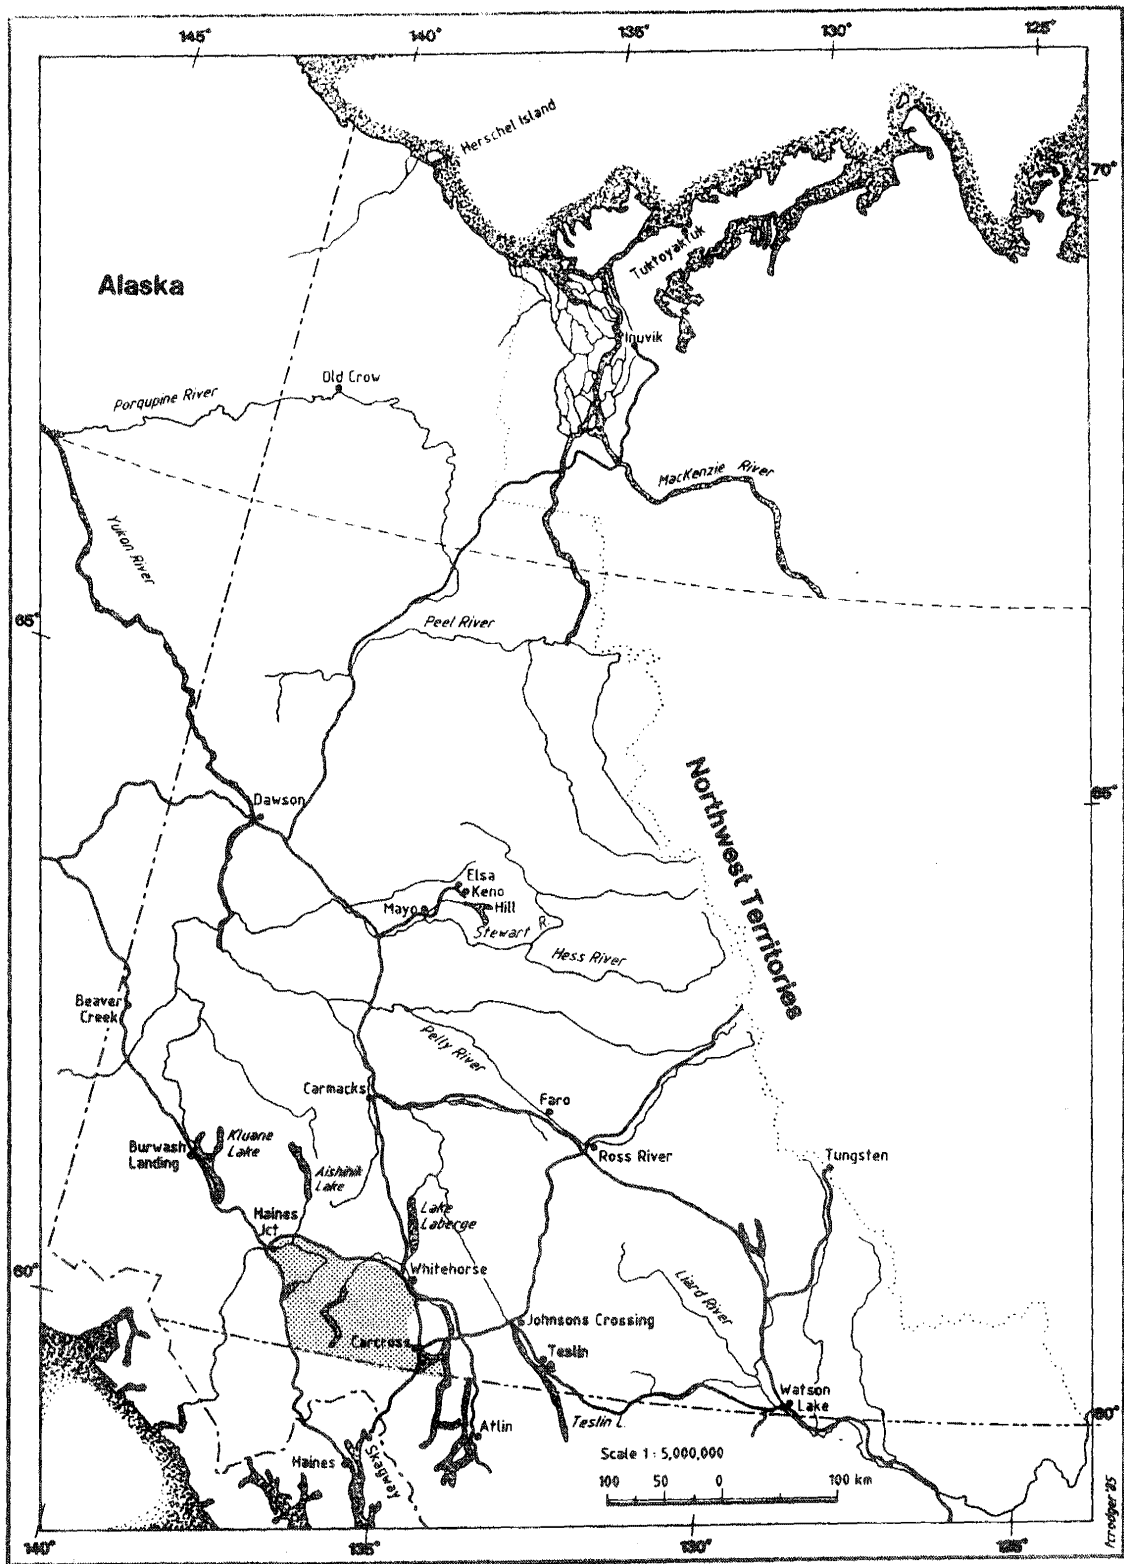 145° 140° 135° 130° 125°
Herschel Island
70°
Tuktoyaktuk
Alaska
Inuvik
Old Crow
Porqupine River
MacKenzie River
Yukon River
65°
Peel River
Northwest Territories
65°
Dawson
Elsa
Keno
Hill
Mayo
Stewart R.
Hess River
Beaver
Creek
Pelly River
Carmacks
Faro
Burwash
Landing
Kluane
Lake
Ross River
Tungsten
Aishihik
Lake
Haines
Jct
Lake
Laberge
60°
Whitehorse
Liard River
Johnsons Crossing
Carcross
Teslin
Watson
Lake
Teslin L.
Atlin
60°
Haines
Skagway
Scale 1 : 5,000,000
100 50 0 100 km
140° 135° 130° 125°